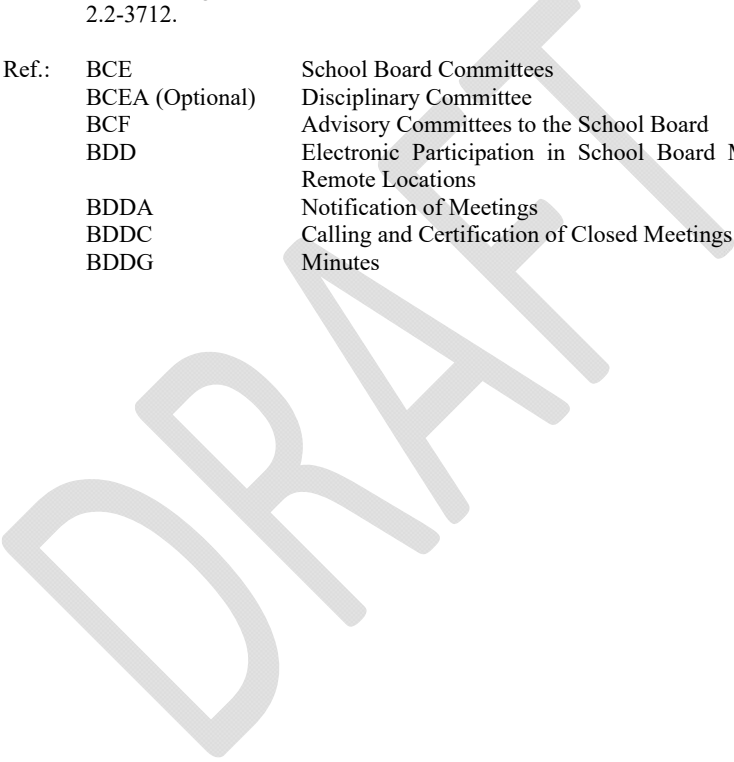 2.2-3712.
Ref.: BCE School Board Committees
BCEA (Optional) Disciplinary Committee
BCF Advisory Committees to the School Board
BDD Electronic Participation in School Board
Remote Locations
BDDA Notification of Meetings
BDDC Calling and Certification of Closed Meetings
BDDG Minutes
DRAFT